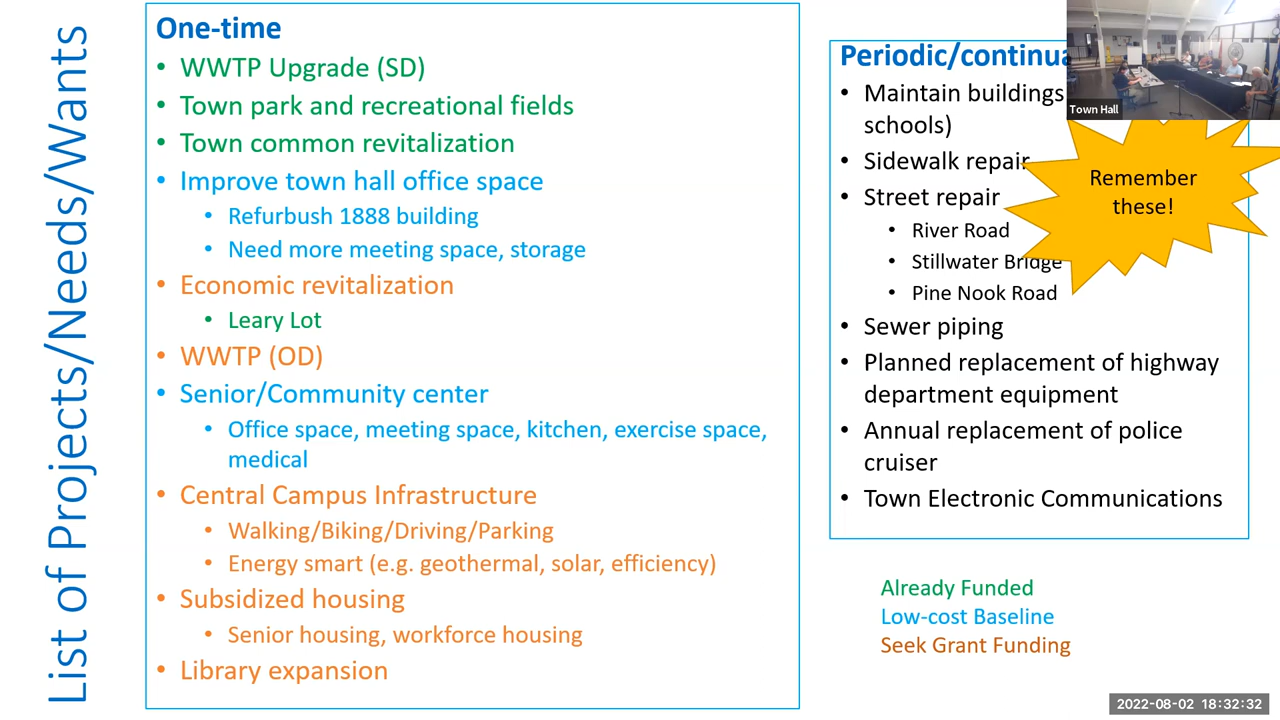 List of Projects/Needs/Wants
One-time
• WWTP Upgrade (SD)
• Town park and recreational fields
• Town common revitalization
• Improve town hall office space
• Refurbush 1888 building
• Need more meeting space, storage
• Economic revitalization
• Leary Lot
• WWTP (OD)
• Senior/Community center
• Office space, meeting space, kitchen, exercise space,
medical
• Central Campus Infrastructure
• Walking/Biking/Driving/Parking
• Energy smart (e.g. geothermal, solar, efficiency)
• Subsidized housing
• Senior housing, workforce housing
• Library expansion
• Maintain buildings
schools)
• Sidewalk repair
• Street repair
• River Road
• Stillwater Bridge
• Pine Nook Road
• Sewer piping
• Planned replacement of highway
department equipment
• Annual replacement of police
cruiser
• Town Electronic Communications
Town Hall
Remember
these!
Already Funded
Low-cost Baseline
Seek Grant Funding
2022-08-02 18:32:32